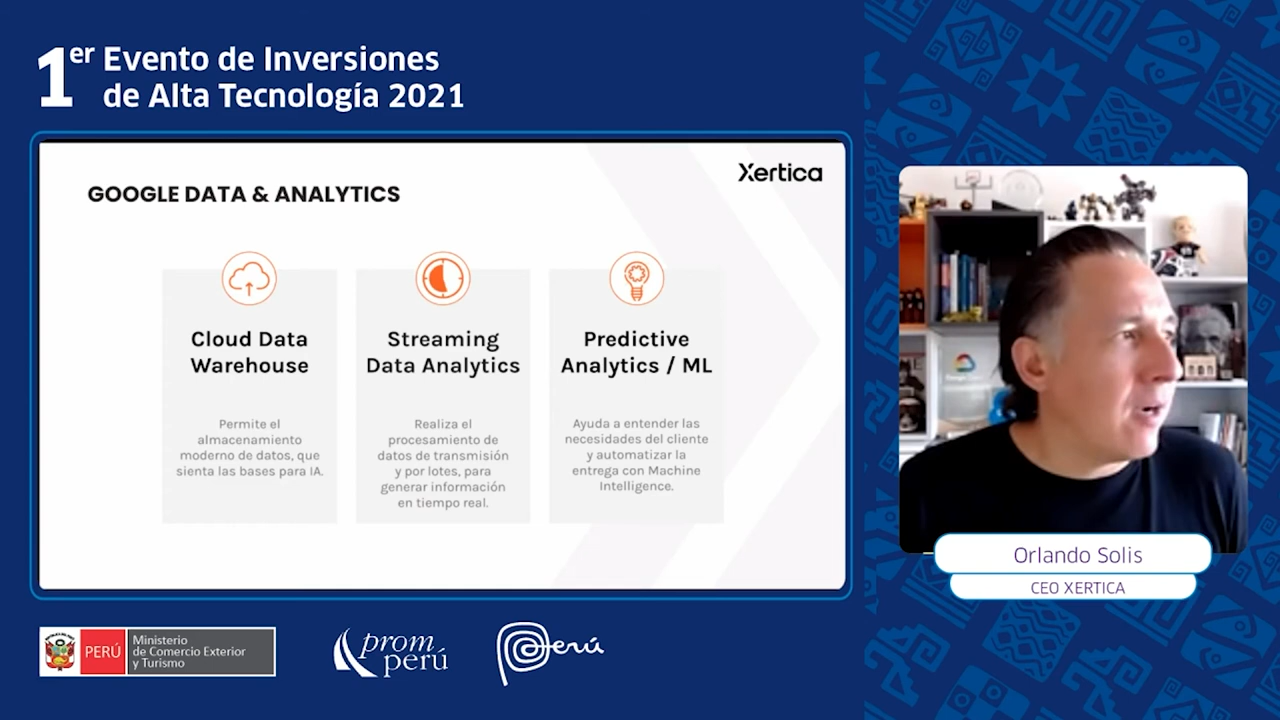 1er Evento de Inversiones
de Alta Tecnología 2021
Xertica
GOOGLE DATA & ANALYTICS
Cloud Data
Warehouse
Permite el
almacenamiento
moderno de datos, que
sienta las bases para IA.
Streaming
Data Analytics
Realiza el
procesamiento de
datos de transmisión
y por lotes, para
generar información
en tiempo real.
Predictive
Analytics / ML
Ayuda a entender las
necesidades del cliente
y automatizar la
entrega con Machine
Intelligence.
Orlando Solis
CEO XERTICA
PERÚ
Ministerio
de Comercio Exterior
y Turismo
prom
perú
Perú